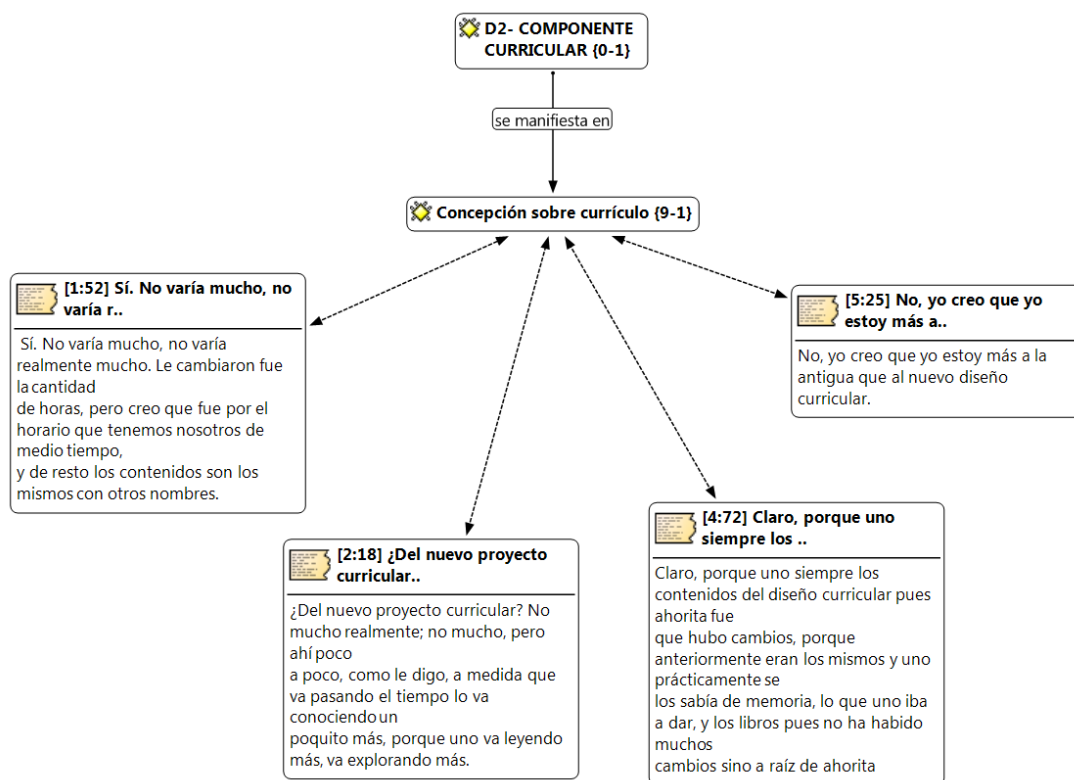 D2- COMPONENTE
CURRICULAR {0-1}
se manifiesta en
Concepción sobre currículo {9-1}
[1:52] Sí. No varía mucho, no
varía r..
Sí. No varía mucho, no varía
realmente mucho. Le cambiaron fue
la cantidad
de horas, pero creo que fue por el
horario que tenemos nosotros de
medio tiempo,
y de resto los contenidos son los
mismos con otros nombres.
[2:18] ¿Del nuevo proyecto
curricular..
¿Del nuevo proyecto curricular? No
mucho realmente; no mucho, pero
ahí poco
a poco, como le digo, a medida que
va pasando el tiempo lo va
conociendo un
poquito más, porque uno va leyendo
más, va explorando más.
[4:72] Claro, porque uno
siempre los ..
Claro, porque uno siempre los
contenidos del diseño curricular pues
ahorita fue
que hubo cambios, porque
anteriormente eran los mismos y uno
prácticamente se
los sabía de memoria, lo que uno iba
a dar, y los libros pues no ha habido
muchos
cambios sino a raíz de ahorita
[5:25] No, yo creo que yo
estoy más a..
No, yo creo que yo estoy más a la
antigua que al nuevo diseño
curricular.